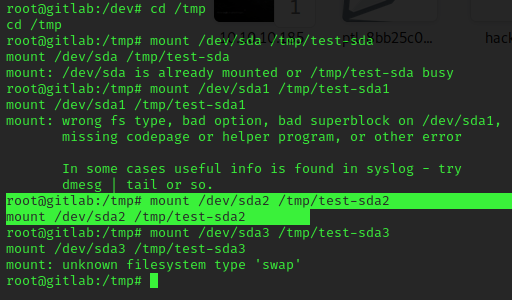 root@gitlab:/dev# cd /tmp
cd /tmp
root@gitlab:/tmp# mount /dev/sda /tmp/test-sda
mount /dev/sda /tmp/test-sda
mount: /dev/sda is already mounted or /tmp/test-sda busy
root@gitlab:/tmp# mount /dev/sda1 /tmp/test-sda1
mount /dev/sda1 /tmp/test-sda1
mount: wrong fs type, bad option, bad superblock on /dev/sda1,
missing codepage or helper program, or other error
In some cases useful info is found in syslog - try
dmesg | tail or so.
root@gitlab:/tmp# mount /dev/sda2 /tmp/test-sda2
mount /dev/sda2 /tmp/test-sda2
root@gitlab:/tmp# mount /dev/sda3 /tmp/test-sda3
mount /dev/sda3 /tmp/test-sda3
mount: unknown filesystem type 'swap'
root@gitlab:/tmp#